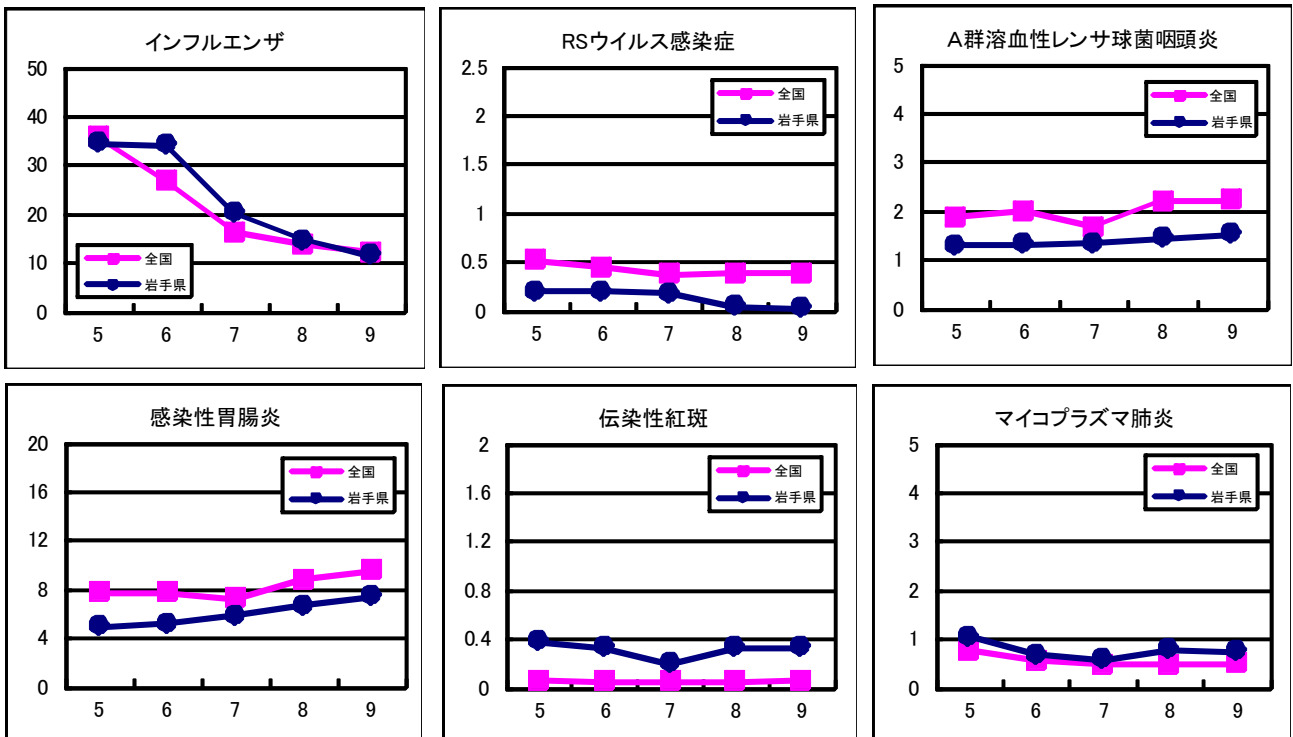 インフルエンザ
50
40
30
20
10
0
全国
岩手県
5 6 7 8 9
RSウイルス感染症
2.5
2
1.5
1
0.5
0
全国
岩手県
5 6 7 8 9
A群溶血性レンサ球菌咽頭炎
5
4
3
2
1
0
全国
岩手県
5 6 7 8 9
感染性胃腸炎
20
16
12
8
4
0
全国
岩手県
5 6 7 8 9
伝染性紅斑
2
1.6
1.2
0.8
0.4
0
全国
岩手県
5 6 7 8 9
マイコプラズマ肺炎
5
4
3
2
1
0
全国
岩手県
5 6 7 8 9